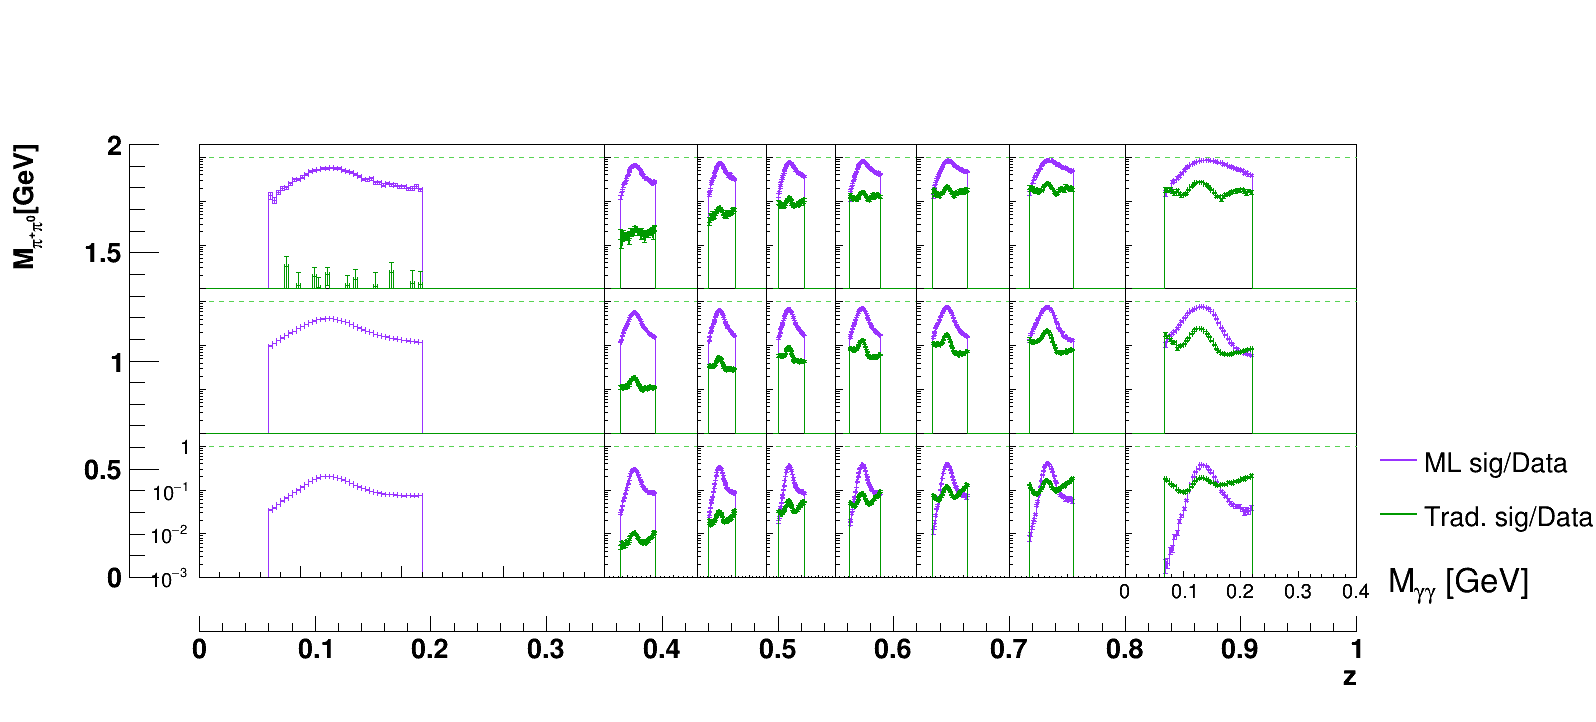 M_{π⁺π⁰}[GeV]
2
1.5
1
0.5
0
1
10⁻¹
10⁻²
10⁻³
ML sig/Data
Trad. sig/Data
0 0.1 0.2 0.3 0.4
M_{γγ} [GeV]
0 0.1 0.2 0.3 0.4 0.5 0.6 0.7 0.8 0.9 1
z